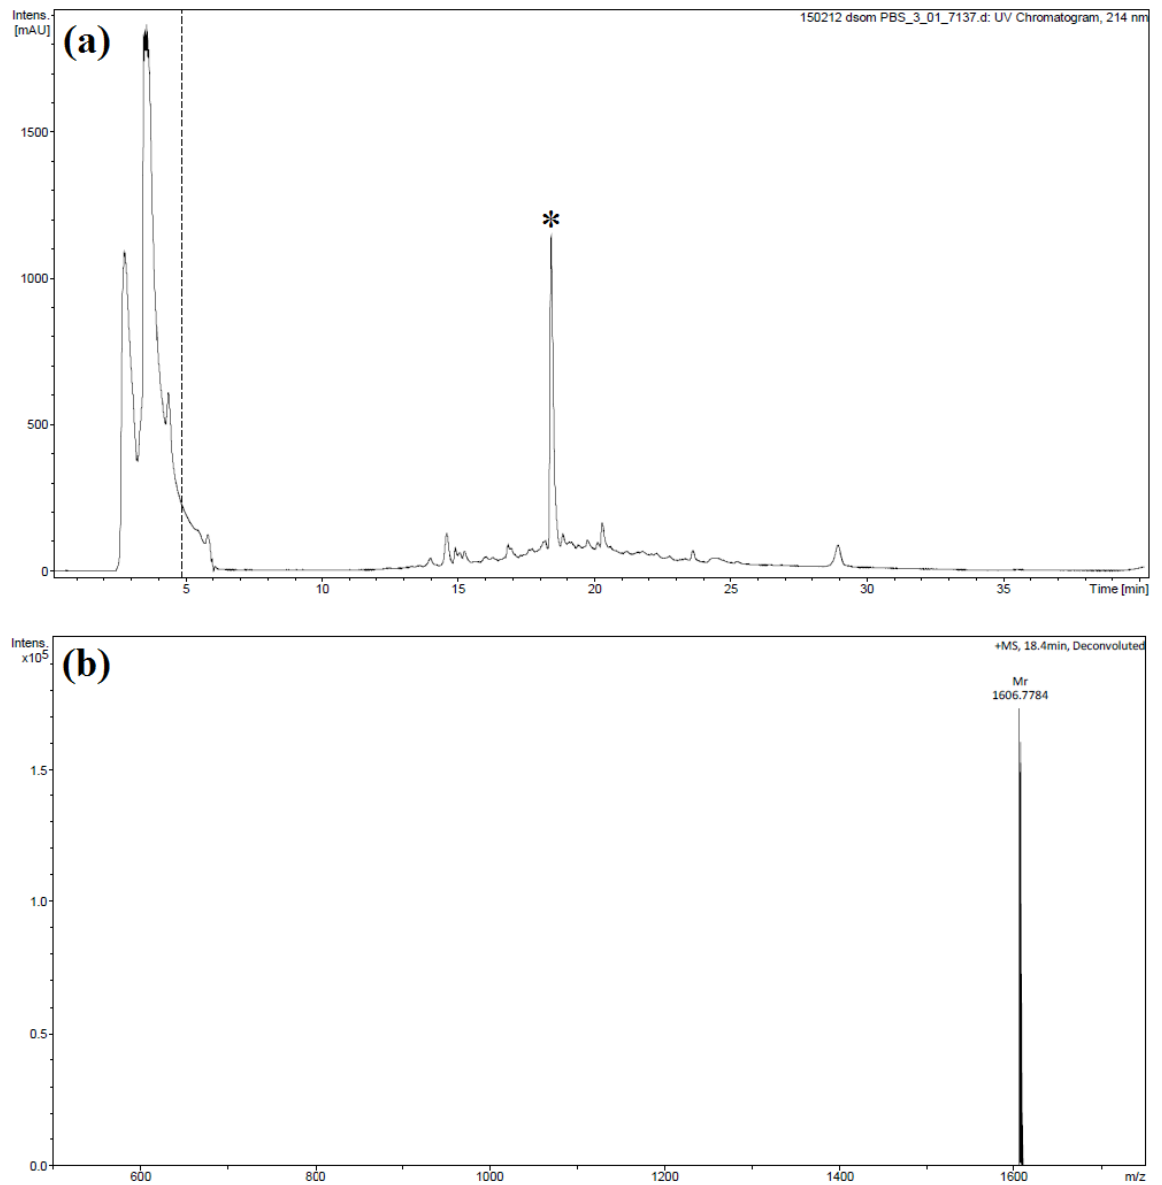 Intens.
[mAU]
(a)
150212 dsom PBS_3_01_7137.d: UV Chromatogram, 214 nm
1500
*
1000
500
0
5 10 15 20 25 30 35 Time [min]
Intens.
x10⁵
(b)
+MS, 18.4min, Deconvoluted
Mr
1606.7784
1.5
1.0
0.5
0.0
600 800 1000 1200 1400 1600 m/z